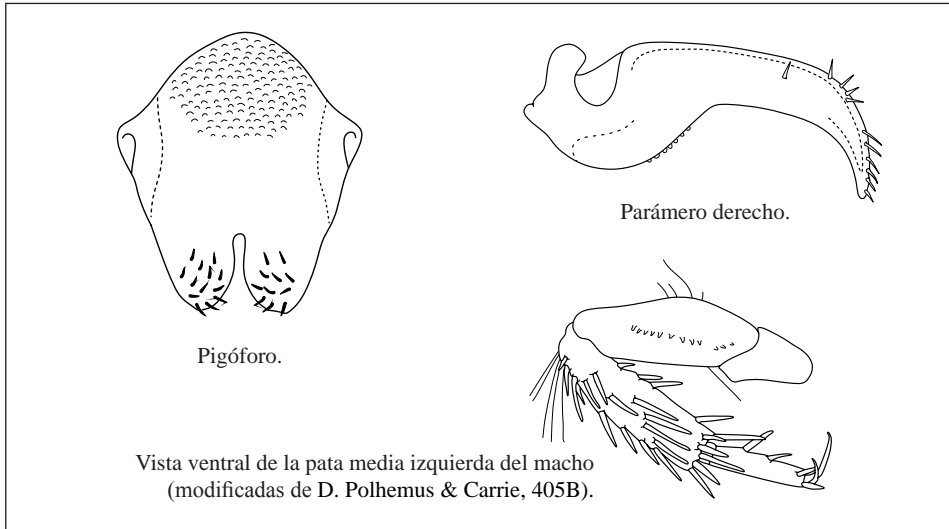 Parámero derecho.
Pigóforo.
Vista ventral de la pata media izquierda del macho
(modificadas de D. Polhemus & Carrie, 405B).